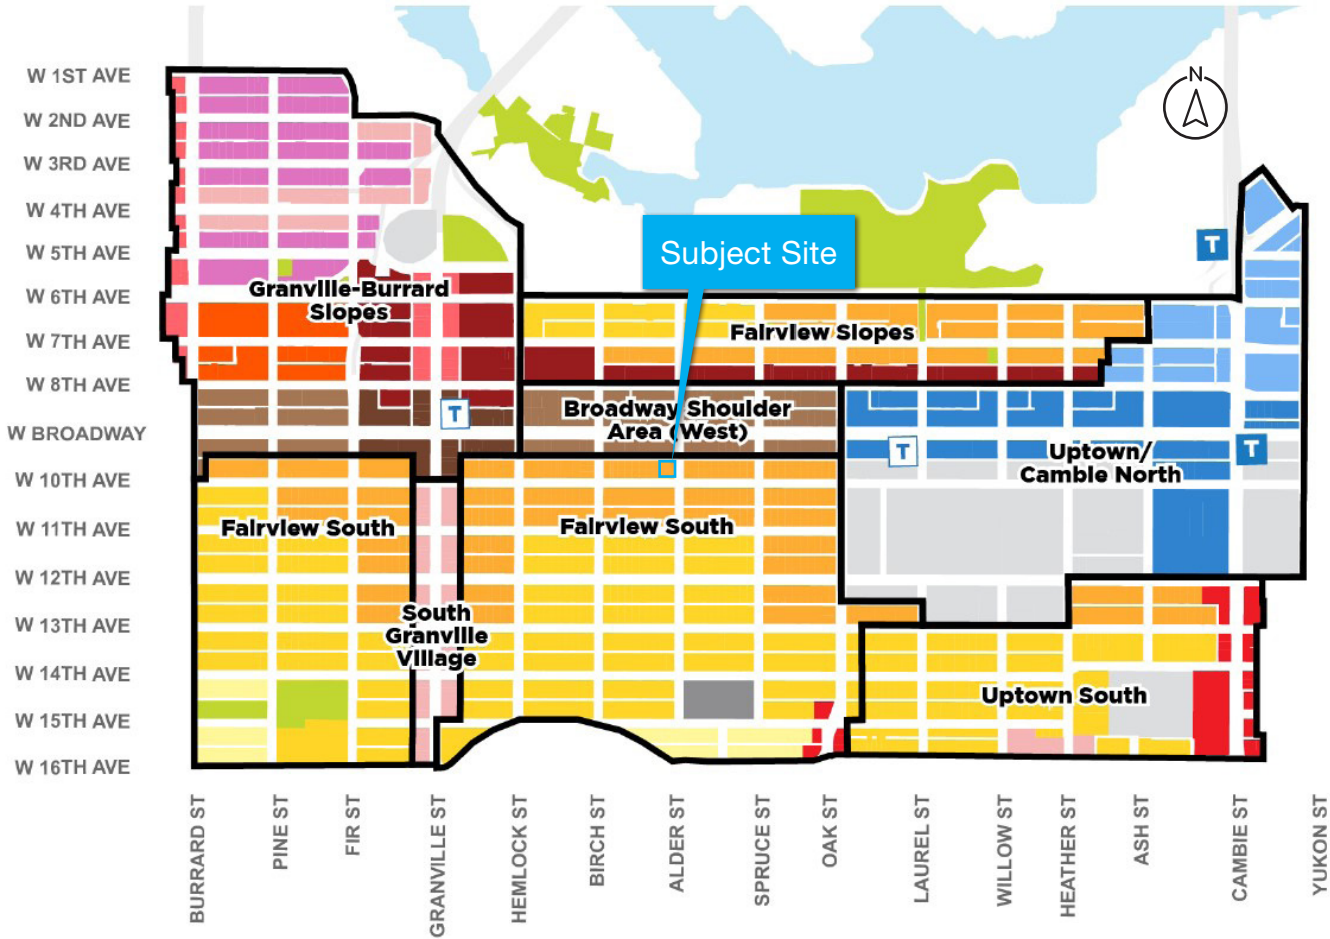 N
W 1ST AVE
W 2ND AVE
W 3RD AVE
W 4TH AVE
W 5TH AVE
W 6TH AVE
W 7TH AVE
W 8TH AVE
W BROADWAY
W 10TH AVE
W 11TH AVE
W 12TH AVE
W 13TH AVE
W 14TH AVE
W 15TH AVE
W 16TH AVE
Subject Site
T
Granville-Burrard
Slopes
Fairview Slopes
Broadway Shoulder
Area (West)
T
T
T
Uptown/
Cambie North
Fairview South
Fairview South
South
Granville
Village
Uptown South
BURRARD ST
PINE ST
FIR ST
GRANVILLE ST
HEMLOCK ST
BIRCH ST
ALDER ST
SPRUCE ST
OAK ST
LAUREL ST
WILLOW ST
HEATHER ST
ASH ST
CAMBIE ST
YUKON ST